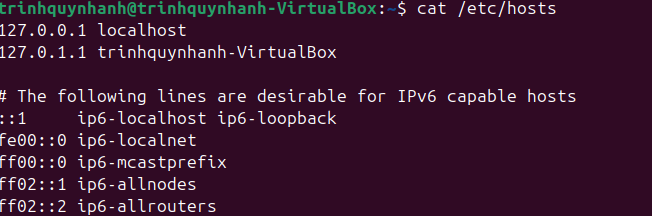 trinhquynhanh@trinhquynhanh-VirtualBox:~$ cat /etc/hosts
127.0.0.1 localhost
127.0.1.1 trinhquynhanh-VirtualBox
# The following lines are desirable for IPv6 capable hosts
::1     ip6-localhost ip6-loopback
fe00::0 ip6-localnet
ff00::0 ip6-mcastprefix
ff02::1 ip6-allnodes
ff02::2 ip6-allrouters